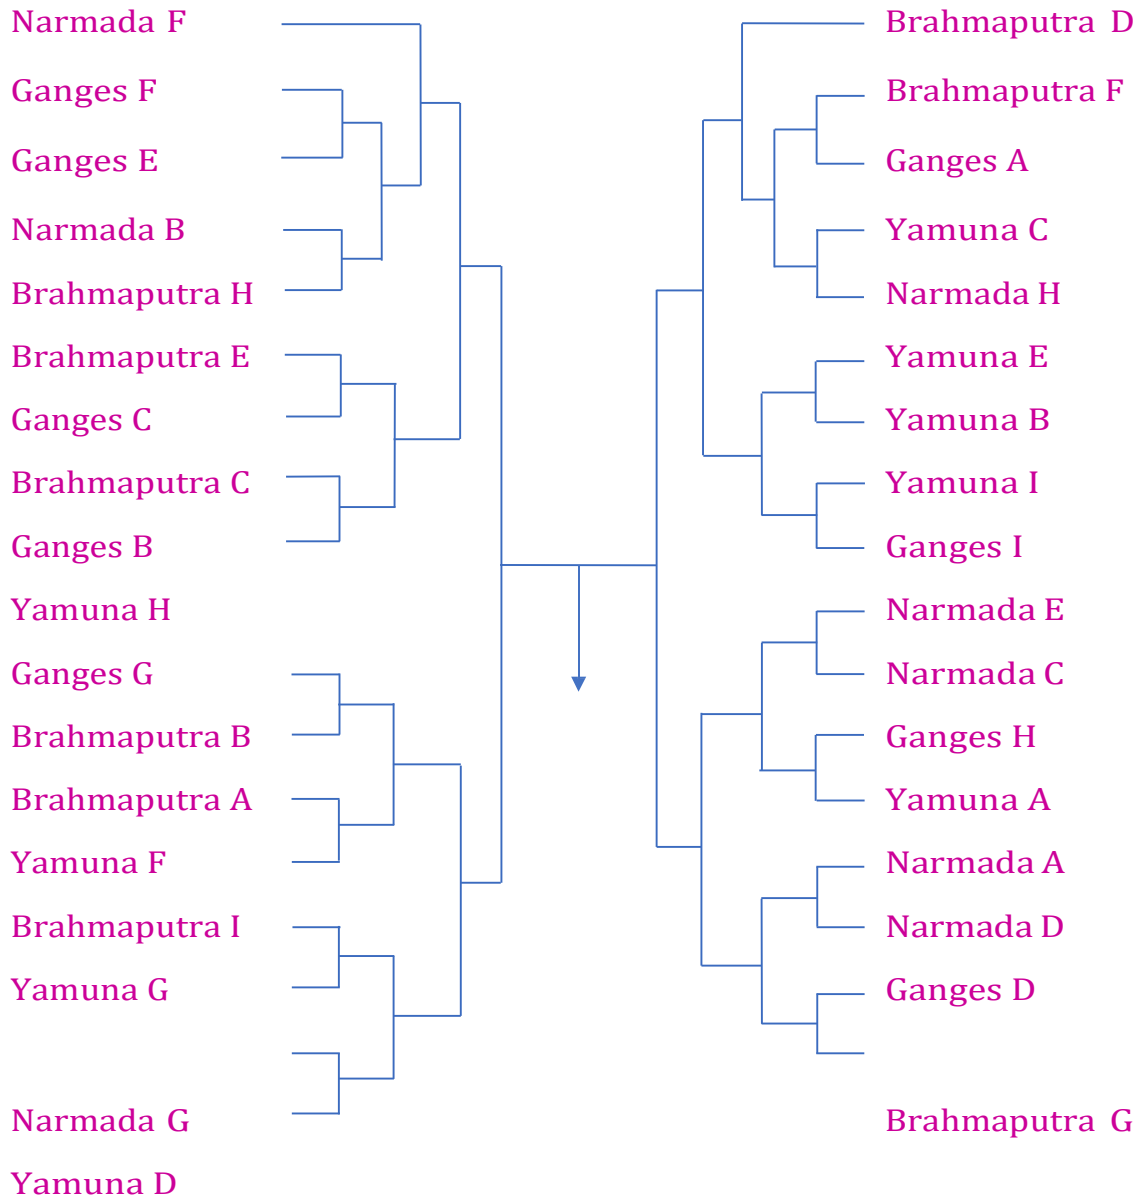 Narmada F
Ganges F
Ganges E
Narmada B
Brahmaputra H
Brahmaputra E
Ganges C
Brahmaputra C
Ganges B
Yamuna H
Ganges G
Brahmaputra B
Brahmaputra A
Yamuna F
Brahmaputra I
Yamuna G
Narmada G
Yamuna D
Brahmaputra D
Brahmaputra F
Ganges A
Yamuna C
Narmada H
Yamuna E
Yamuna B
Yamuna I
Ganges I
Narmada E
Narmada C
Ganges H
Yamuna A
Narmada A
Narmada D
Ganges D
Brahmaputra G